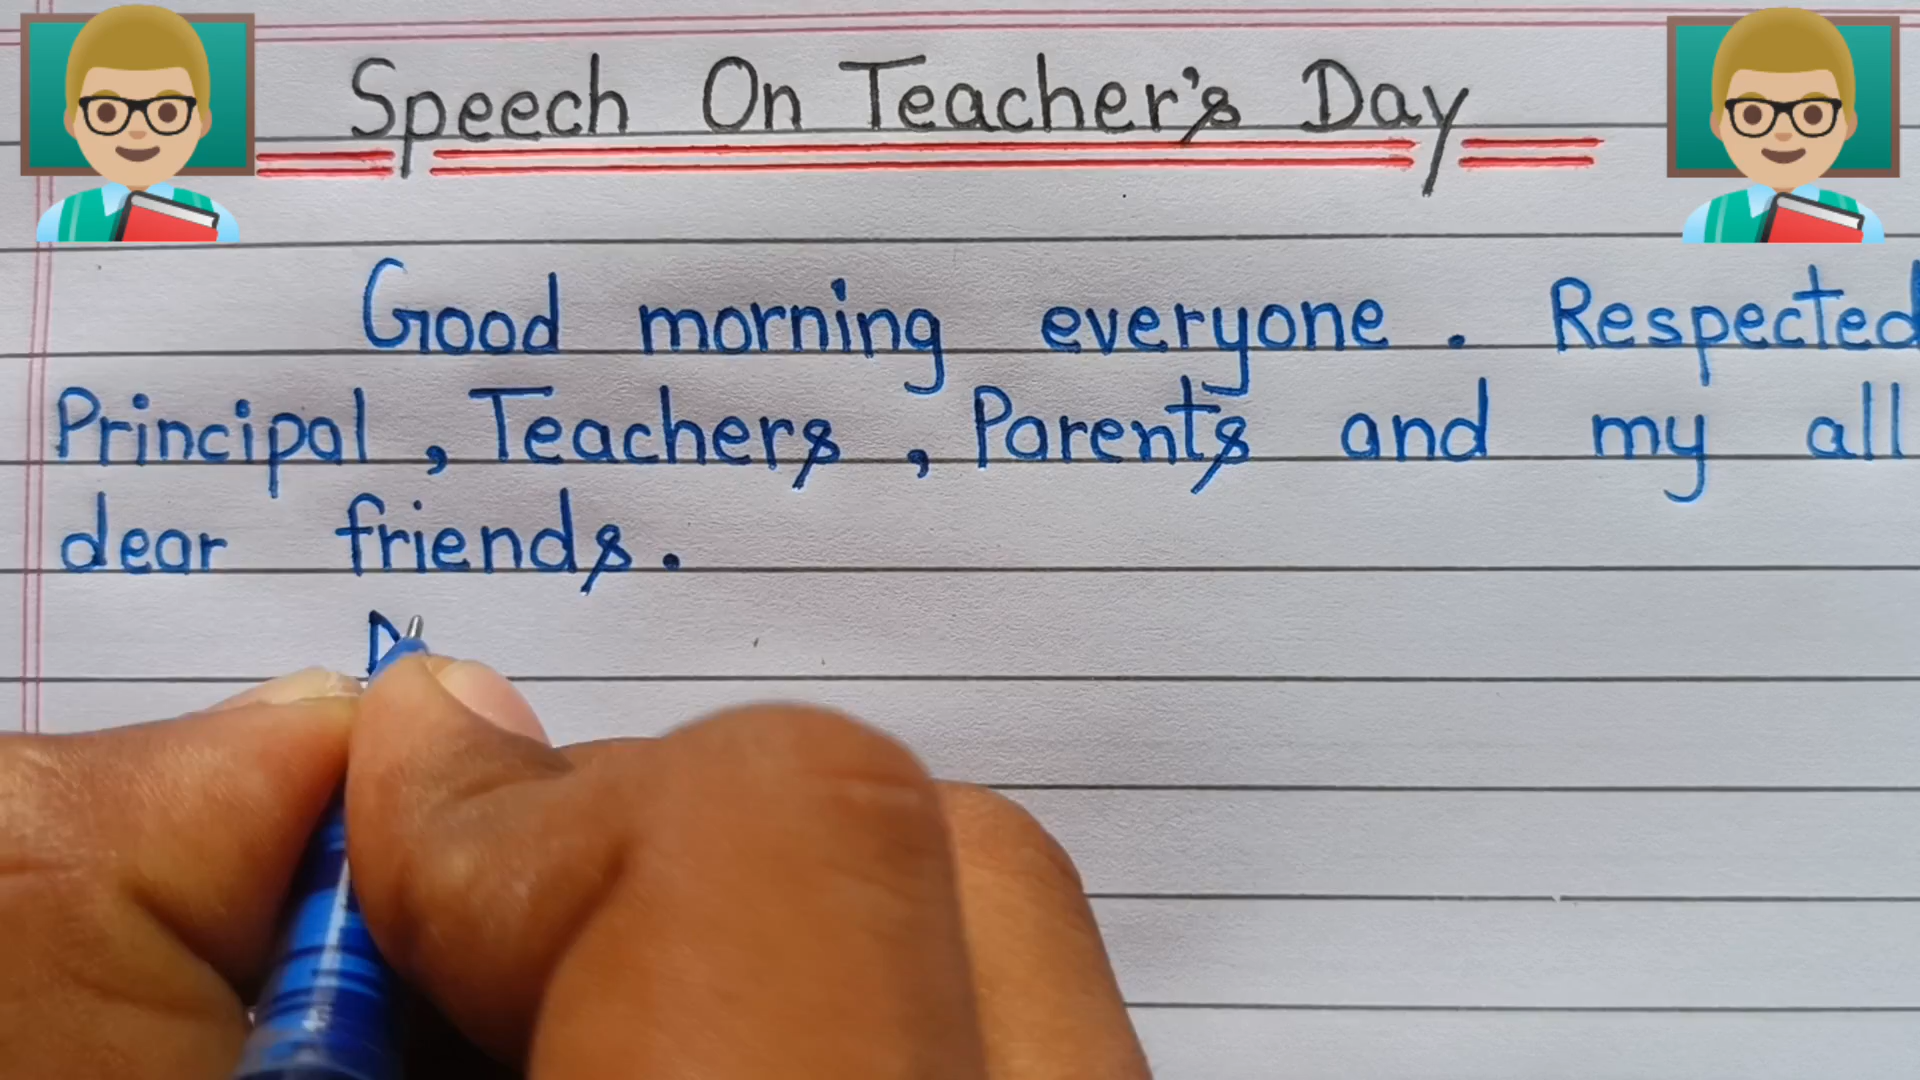 Speech On Teacher's Day
Good morning everyone. Respected
Principal, Teachers, Parents and my all
dear friends.